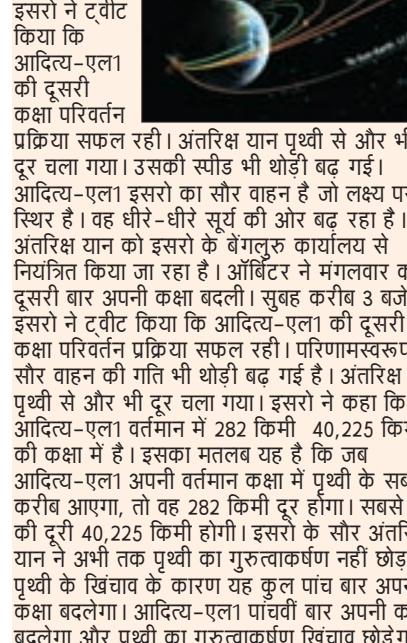 इसरो ने ट्वीट
किया कि
आदित्य-एल1
की दूसरी
कक्षा परिवर्तन
प्रक्रिया सफल रही। अंतरिक्ष यान पृथ्वी से और भी
दूर चला गया। उसकी स्पीड भी थोड़ी बढ़ गई।
आदित्य-एल1 इसरो का सौर वाहन है जो लक्ष्य पर
स्थिर है। वह धीरे-धीरे सूर्य की ओर बढ़ रहा है।
अंतरिक्ष यान को इसरो के बेंगलुरु कार्यालय से
नियंत्रित किया जा रहा है। ऑर्बिटर ने मंगलवार
दूसरी बार अपनी कक्षा बदली। सुबह करीब 3 बजे
इसरो ने ट्वीट किया कि आदित्य-एल1 की दूसरी
कक्षा परिवर्तन प्रक्रिया सफल रही। परिणामस्वरूप
सौर वाहन की गति भी थोड़ी बढ़ गई है। अंतरिक्ष
पृथ्वी से और भी दूर चला गया। इसरो ने कहा कि
आदित्य-एल1 वर्तमान में 282 किमी 40,225
की कक्षा में है। इसका मतलब यह है कि जब
आदित्य-एल1 अपनी वर्तमान कक्षा में पृथ्वी के
करीब आएगा, तो वह 282 किमी दूर होगा। सबसे
की दूरी 40,225 किमी होगी। इसरो के सौर
यान ने अभी तक पृथ्वी का गुरुत्वाकर्षण नहीं
पृथ्वी के खिंचाव के कारण यह कुल पांच बार
कक्षा बदलेगा। आदित्य-एल1 पांचवीं बार अपनी
बदलेगा और पृथ्वी का गुरुत्वाकर्षण खिंचाव